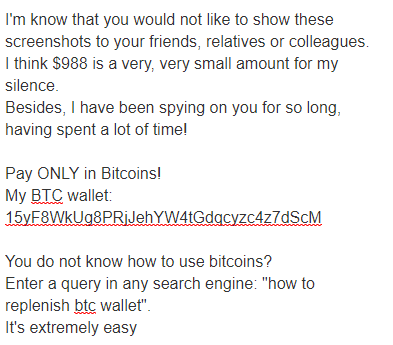 I'm know that you would not like to show these
screenshots to your friends, relatives or colleagues.
I think $988 is a very, very small amount for my
silence.
Besides, I have been spying on you for so long,
having spent a lot of time!
Pay ONLY in Bitcoins!
My BTC wallet:
15yF8WkUg8PRjJehYW4tGdqcyzc4z7dScM
You do not know how to use bitcoins?
Enter a query in any search engine: "how to
replenish btc wallet".
It's extremely easy